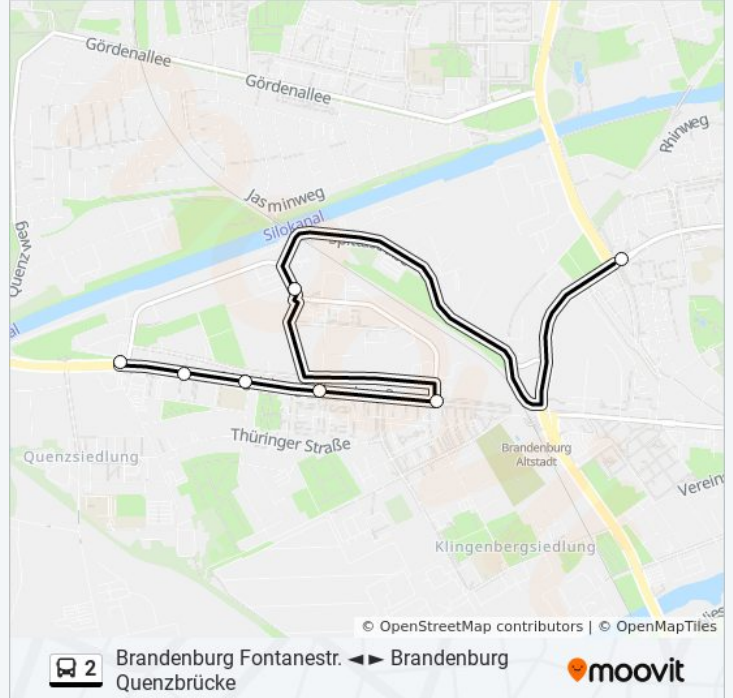 Gördenallee
Gördenallee
Rhinweg
Jasminweg
Silokanal
Quenzweg
al
Thüringer Straße
Quenzsiedlung
Brandenburg
Altstadt
Verein
Klingenbergsiedlung
© OpenStreetMap contributors | © OpenMapTiles
2
Brandenburg Fontanestr. ◄► Brandenburg
Quenzbrücke
moovit